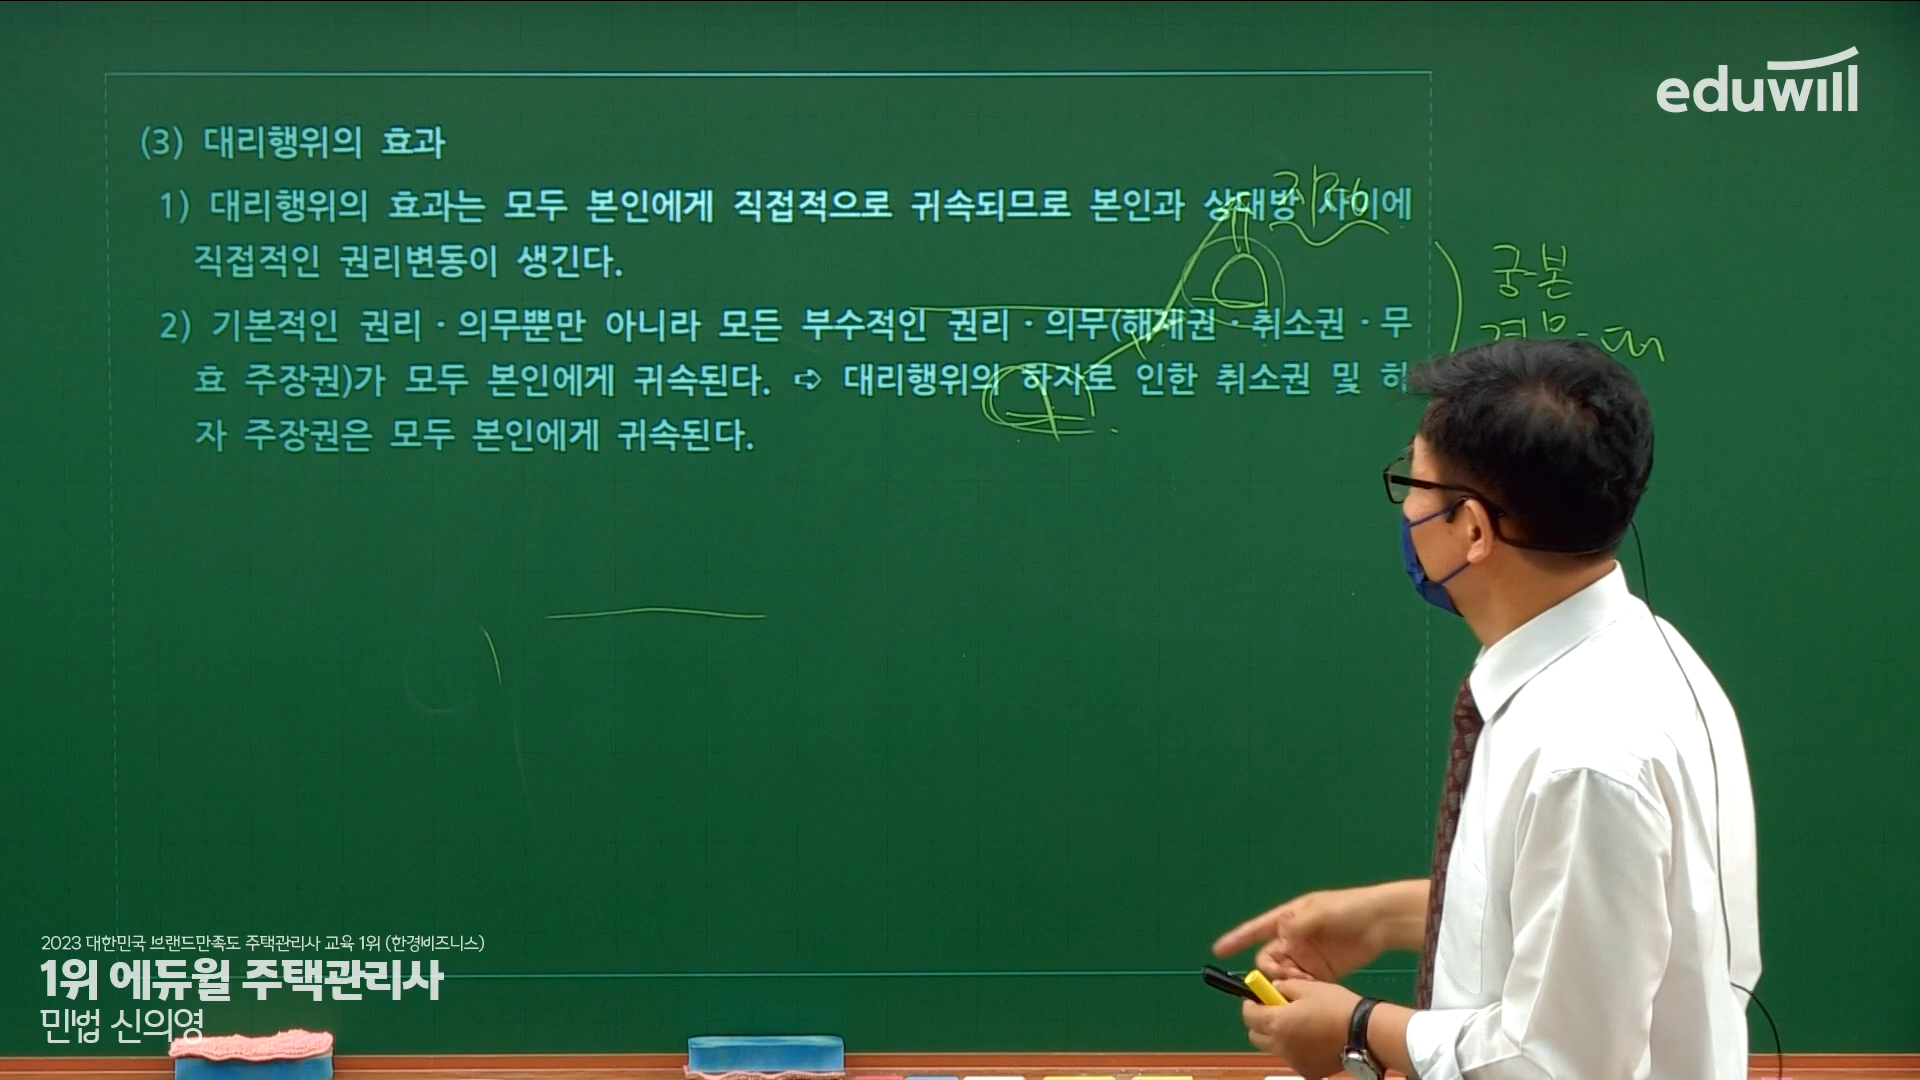 eduwill
(3) 대리행위의 효과
1) 대리행위의 효과는 모두 본인에게 직접적으로 귀속되므로 본인과 상대방 사이에
직접적인 권리변동이 생긴다.
2) 기본적인 권리·의무뿐만 아니라 모든 부수적인 권리·의무(해제권·취소권·무
효 주장권)가 모두 본인에게 귀속된다. ➩ 대리행위의 하자로 인한 취소권 및 하
자 주장권은 모두 본인에게 귀속된다.
궁·본
2023 대한민국 브랜드만족도 주택관리사 교육 1위 (한경비즈니스)
1위 에듀윌 주택관리사
민법 신의영